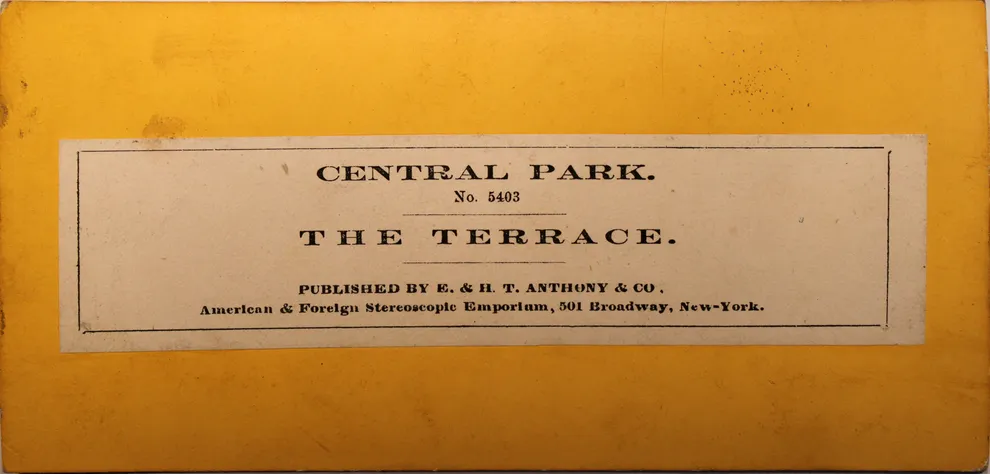 CENTRAL PARK.
No. 5403
THE TERRACE.
PUBLISHED BY E. & H. T. ANTHONY & CO.
American & Foreign Stereoscopic Emporium, 501 Broadway, New-York.